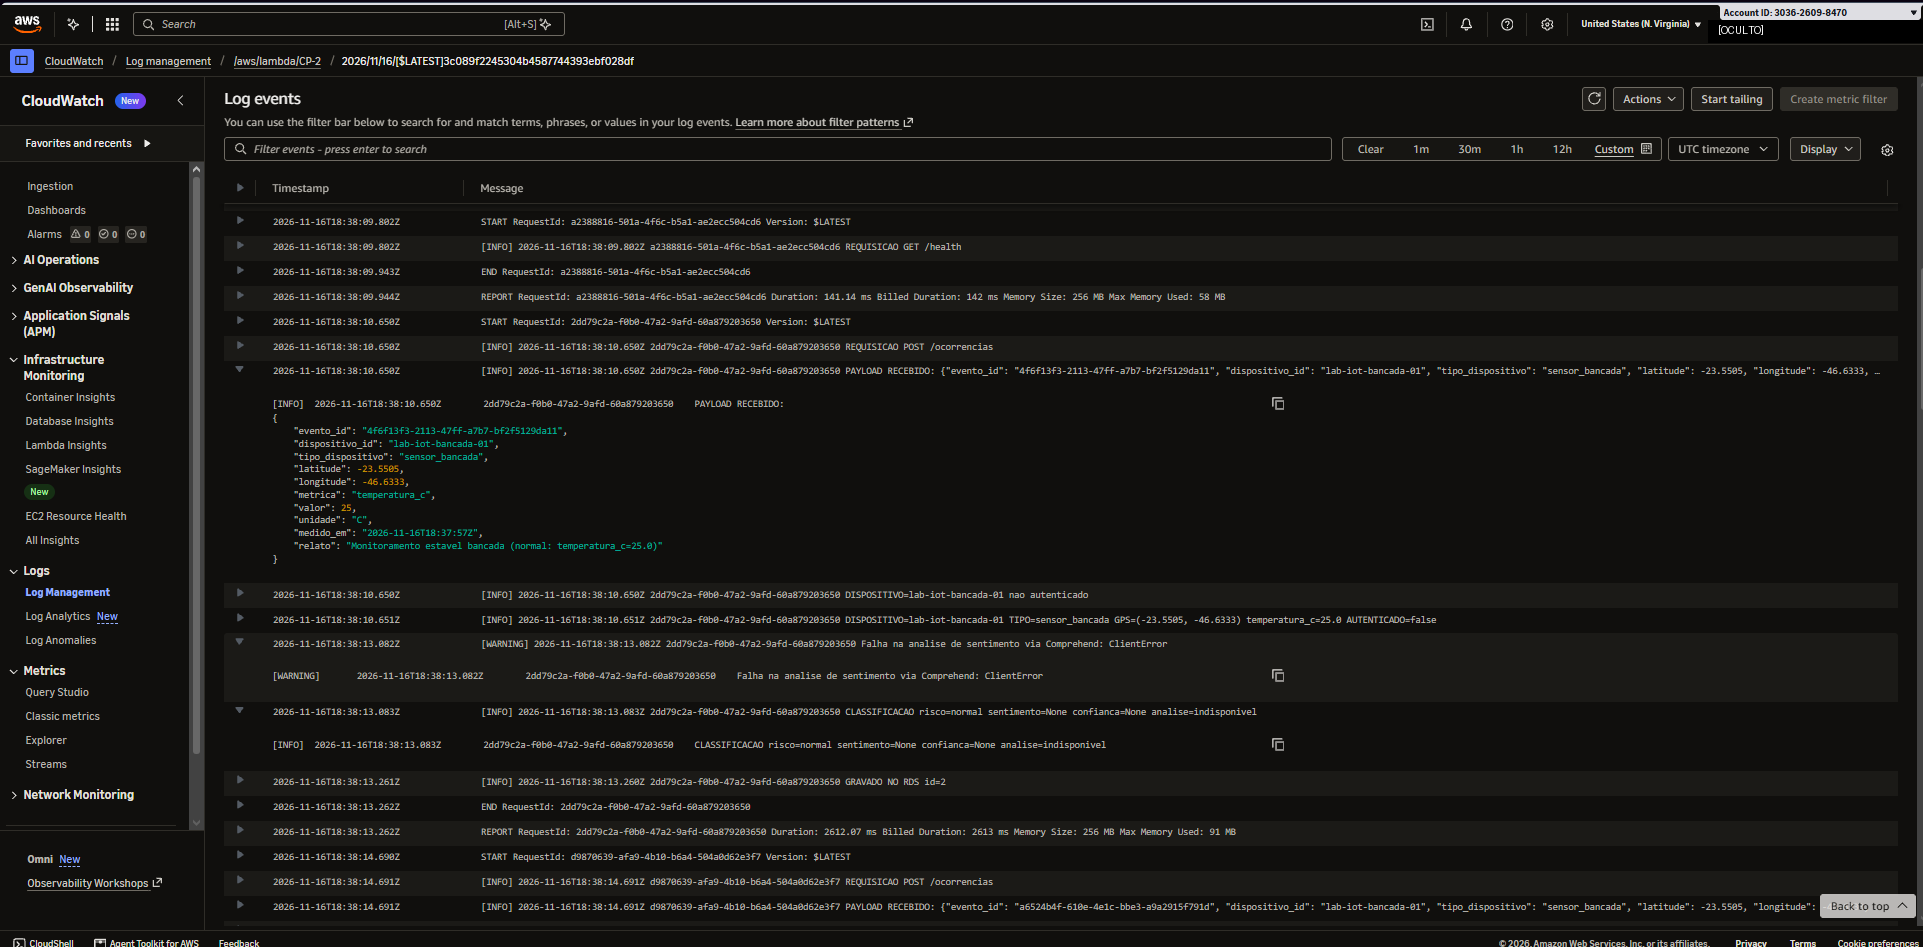 aws
Search [Alt+S]
United States (N. Virginia)
Account ID: 3036-2609-8470
[OCULTO]
CloudWatch / Log management / /aws/lambda/CP-2 / 2026/11/16/[$LATEST]3c089f2245304b4587744393ebf028df
CloudWatch New
Favorites and recents
Ingestion
Dashboards
Alarms 0 0 0
AI Operations
GenAI Observability
Application Signals
(APM)
Infrastructure
Monitoring
Container Insights
Database Insights
Lambda Insights
SageMaker Insights
New
EC2 Resource Health
All Insights
Logs
Log Management
Log Analytics New
Log Anomalies
Metrics
Query Studio
Classic metrics
Explorer
Streams
Network Monitoring
Omni New
Observability Workshops
Log events
Actions
Start tailing
Create metric filter
You can use the filter bar below to search for and match terms, phrases, or values in your log events. Learn more about filter patterns
Filter events - press enter to search
Clear 1m 30m 1h 12h Custom
UTC timezone
Display
Timestamp Message
2026-11-16T18:38:09.802Z START RequestId: a2388816-501a-4f6c-b5a1-ae2ecc504cd6 Version: $LATEST
2026-11-16T18:38:09.802Z [INFO] 2026-11-16T18:38:09.802Z a2388816-501a-4f6c-b5a1-ae2ecc504cd6 REQUISICAO GET /health
2026-11-16T18:38:09.943Z END RequestId: a2388816-501a-4f6c-b5a1-ae2ecc504cd6
2026-11-16T18:38:09.944Z REPORT RequestId: a2388816-501a-4f6c-b5a1-ae2ecc504cd6 Duration: 141.14 ms Billed Duration: 142 ms Memory Size: 256 MB Max Memory Used: 58 MB
2026-11-16T18:38:10.650Z START RequestId: 2dd79c2a-f0b0-47a2-9afd-60a879203650 Version: $LATEST
2026-11-16T18:38:10.650Z [INFO] 2026-11-16T18:38:10.650Z 2dd79c2a-f0b0-47a2-9afd-60a879203650 REQUISICAO POST /ocorrencias
2026-11-16T18:38:10.650Z [INFO] 2026-11-16T18:38:10.650Z 2dd79c2a-f0b0-47a2-9afd-60a879203650 PAYLOAD RECEBIDO: {"evento_id": "4f6f13f3-2113-47ff-a7b7-bf2f5129da11", "dispositivo_id": "lab-iot-bancada-01", "tipo_dispositivo": "sensor_bancada", "latitude": -23.5505, "longitude": -46.6333, …
[INFO] 2026-11-16T18:38:10.650Z 2dd79c2a-f0b0-47a2-9afd-60a879203650 PAYLOAD RECEBIDO:
{
"evento_id": "4f6f13f3-2113-47ff-a7b7-bf2f5129da11",
"dispositivo_id": "lab-iot-bancada-01",
"tipo_dispositivo": "sensor_bancada",
"latitude": -23.5505,
"longitude": -46.6333,
"metrica": "temperatura_c",
"valor": 25,
"unidade": "C",
"medido_em": "2026-11-16T18:37:57Z",
"relato": "Monitoramento estavel bancada (normal: temperatura_c=25.0)"
}
2026-11-16T18:38:10.650Z [INFO] 2026-11-16T18:38:10.650Z 2dd79c2a-f0b0-47a2-9afd-60a879203650 DISPOSITIVO=lab-iot-bancada-01 nao autenticado
2026-11-16T18:38:10.651Z [INFO] 2026-11-16T18:38:10.651Z 2dd79c2a-f0b0-47a2-9afd-60a879203650 DISPOSITIVO=lab-iot-bancada-01 TIPO=sensor_bancada GPS=(-23.5505, -46.6333) temperatura_c=25.0 AUTENTICADO=false
2026-11-16T18:38:13.082Z [WARNING] 2026-11-16T18:38:13.082Z 2dd79c2a-f0b0-47a2-9afd-60a879203650 Falha na analise de sentimento via Comprehend: ClientError
[WARNING] 2026-11-16T18:38:13.082Z 2dd79c2a-f0b0-47a2-9afd-60a879203650 Falha na analise de sentimento via Comprehend: ClientError
2026-11-16T18:38:13.083Z [INFO] 2026-11-16T18:38:13.083Z 2dd79c2a-f0b0-47a2-9afd-60a879203650 CLASSIFICACAO risco=normal sentimento=None confianca=None analise=indisponivel
[INFO] 2026-11-16T18:38:13.083Z 2dd79c2a-f0b0-47a2-9afd-60a879203650 CLASSIFICACAO risco=normal sentimento=None confianca=None analise=indisponivel
2026-11-16T18:38:13.261Z [INFO] 2026-11-16T18:38:13.260Z 2dd79c2a-f0b0-47a2-9afd-60a879203650 GRAVADO NO RDS id=2
2026-11-16T18:38:13.262Z END RequestId: 2dd79c2a-f0b0-47a2-9afd-60a879203650
2026-11-16T18:38:13.262Z REPORT RequestId: 2dd79c2a-f0b0-47a2-9afd-60a879203650 Duration: 2612.07 ms Billed Duration: 2613 ms Memory Size: 256 MB Max Memory Used: 91 MB
2026-11-16T18:38:14.690Z START RequestId: d9870639-afa9-4b10-b6a4-504a0d62e3f7 Version: $LATEST
2026-11-16T18:38:14.691Z [INFO] 2026-11-16T18:38:14.691Z d9870639-afa9-4b10-b6a4-504a0d62e3f7 REQUISICAO POST /ocorrencias
2026-11-16T18:38:14.691Z [INFO] 2026-11-16T18:38:14.691Z d9870639-afa9-4b10-b6a4-504a0d62e3f7 PAYLOAD RECEBIDO: {"evento_id": "a6524b4f-610e-4e1c-bbe3-a9a2915f791d", "dispositivo_id": "lab-iot-bancada-01", "tipo_dispositivo": "sensor_bancada", "latitude": -23.5505, "longitude":
Back to top
CloudShell Agent Toolkit for AWS Feedback
© 2026, Amazon Web Services, Inc. or its affiliates. Privacy Terms Cookie preferences